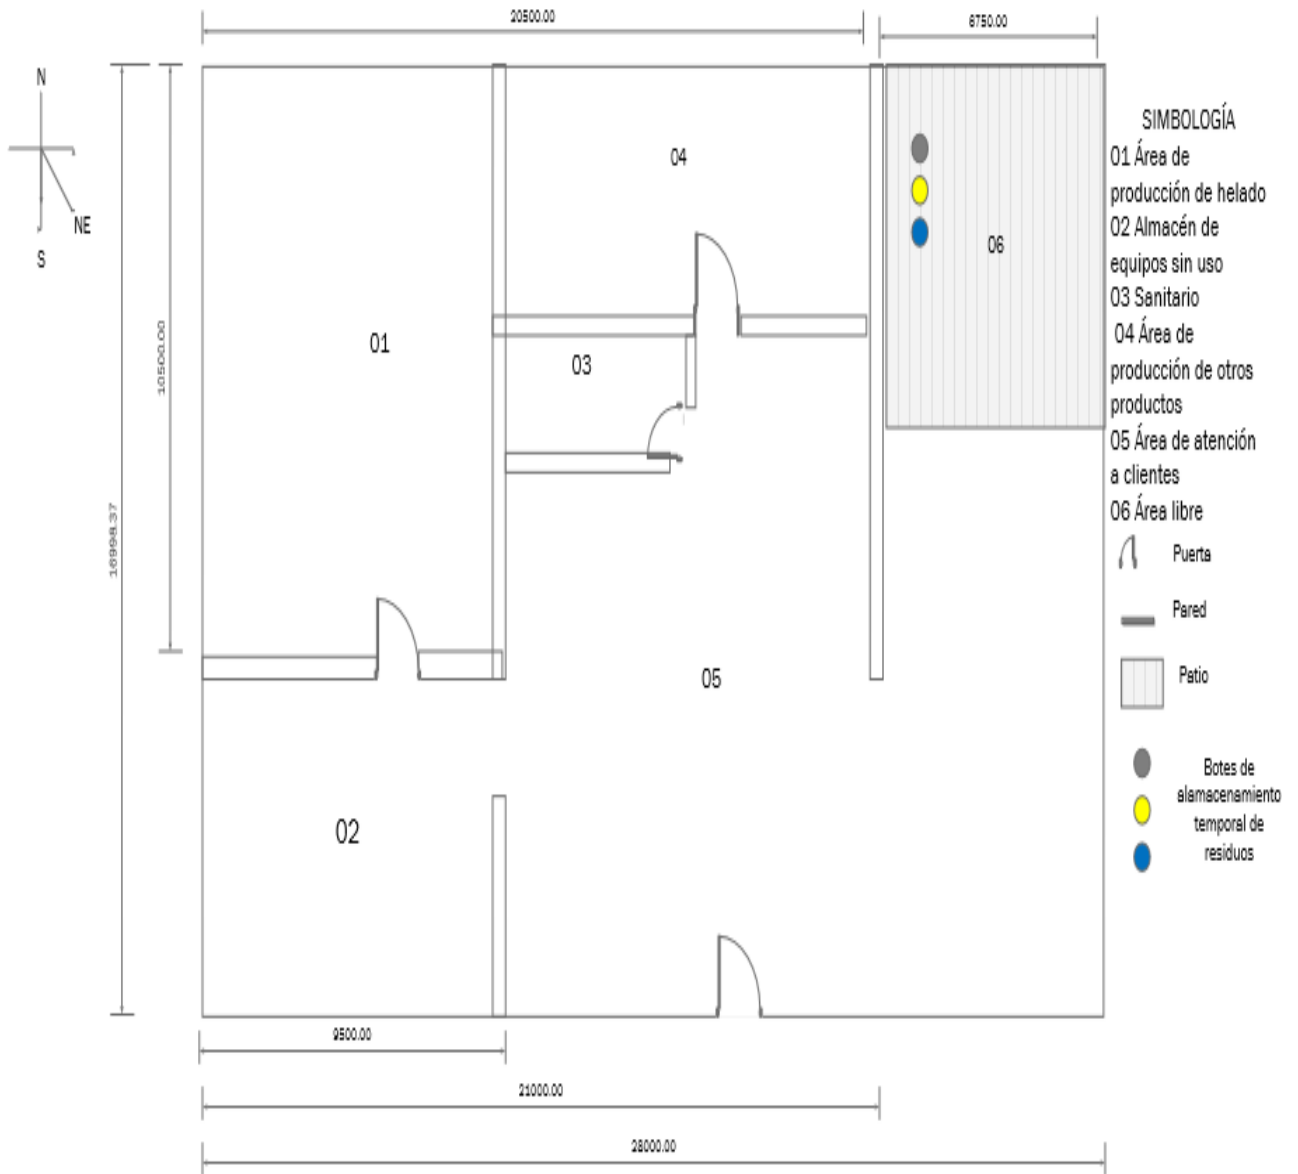 20500.00
6750.00
N
NE
S
10500.00
16998.37
01
04
06
03
05
02
9500.00
21000.00
28000.00
SIMBOLOGÍA
01 Área de
producción de helado
02 Almacén de
equipos sin uso
03 Sanitario
04 Área de
producción de otros
productos
05 Área de atención
a clientes
06 Área libre
Puerta
Pared
Patio
Botes de
alamacenamiento
temporal de
residuos